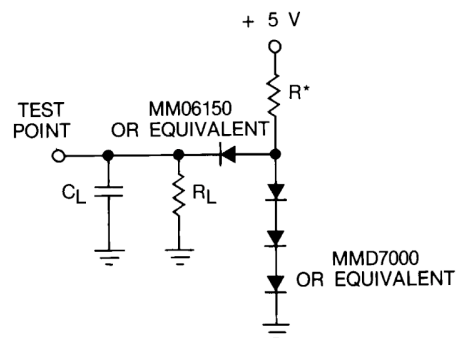 + 5 V
R*
TEST
POINT
MM06150
OR EQUIVALENT
CL
RL
MMD7000
OR EQUIVALENT